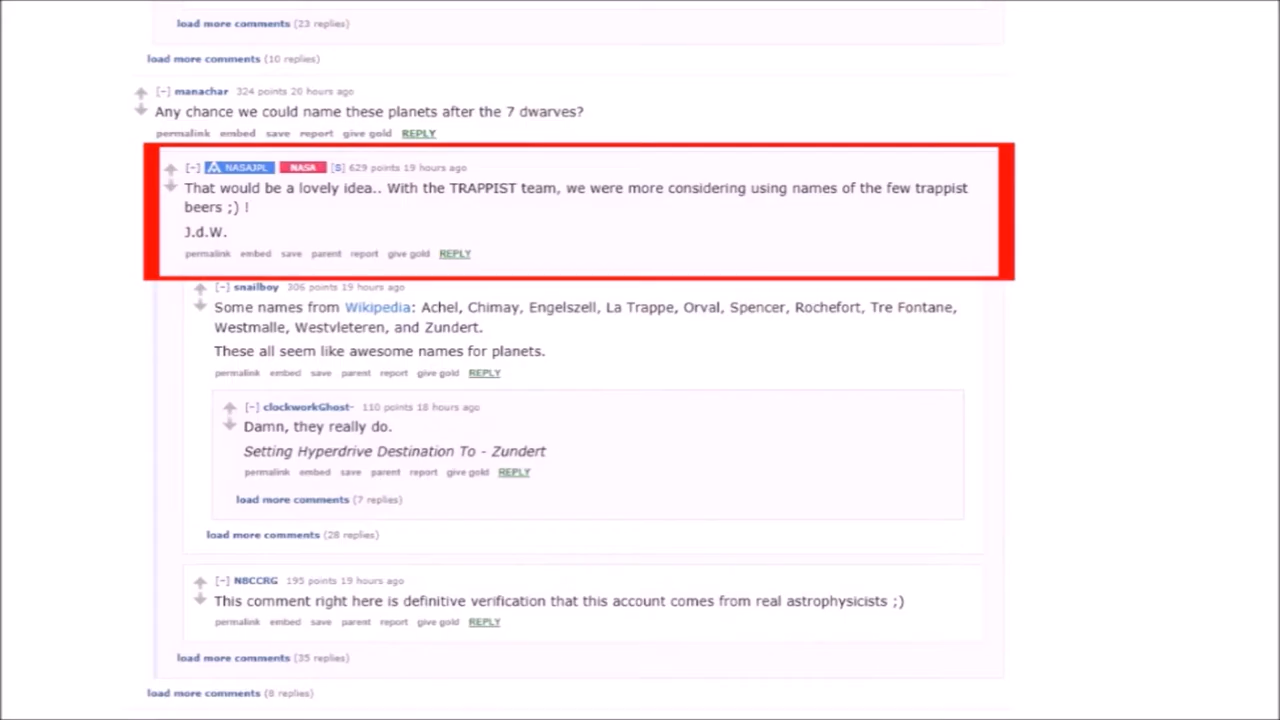 load more comments (23 replies)
load more comments (10 replies)
[-] manachar 324 points 20 hours ago
Any chance we could name these planets after the 7 dwarves?
permalink embed save report give gold REPLY
[-] NASAJPL NASA [S] 629 points 19 hours ago
That would be a lovely idea.. With the TRAPPIST team, we were more considering using names of the few trappist
beers ;) !
J.d.W.
permalink embed save parent report give gold REPLY
[-] snailboy 306 points 19 hours ago
Some names from Wikipedia: Achel, Chimay, Engelszell, La Trappe, Orval, Spencer, Rochefort, Tre Fontane,
Westmalle, Westvleteren, and Zundert.
These all seem like awesome names for planets.
permalink embed save parent report give gold REPLY
[-] clockworkGhost- 110 points 18 hours ago
Damn, they really do.
Setting Hyperdrive Destination To - Zundert
permalink embed save parent report give gold REPLY
load more comments (7 replies)
load more comments (28 replies)
[-] N8CCRG 195 points 19 hours ago
This comment right here is definitive verification that this account comes from real astrophysicists ;)
permalink embed save parent report give gold REPLY
load more comments (35 replies)
load more comments (8 replies)